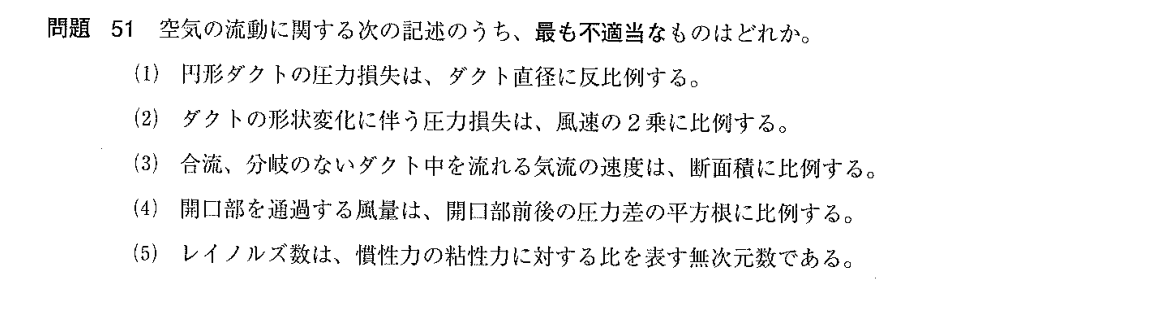 問題 51 空気の流動に関する次の記述のうち、最も不適当なものはどれか。
(1) 円形ダクトの圧力損失は、ダクト直径に反比例する。
(2) ダクトの形状変化に伴う圧力損失は、風速の２乗に比例する。
(3) 合流、分岐のないダクト中を流れる気流の速度は、断面積に比例する。
(4) 開口部を通過する風量は、開口部前後の圧力差の平方根に比例する。
(5) レイノルズ数は、慣性力の粘性力に対する比を表す無次元数である。